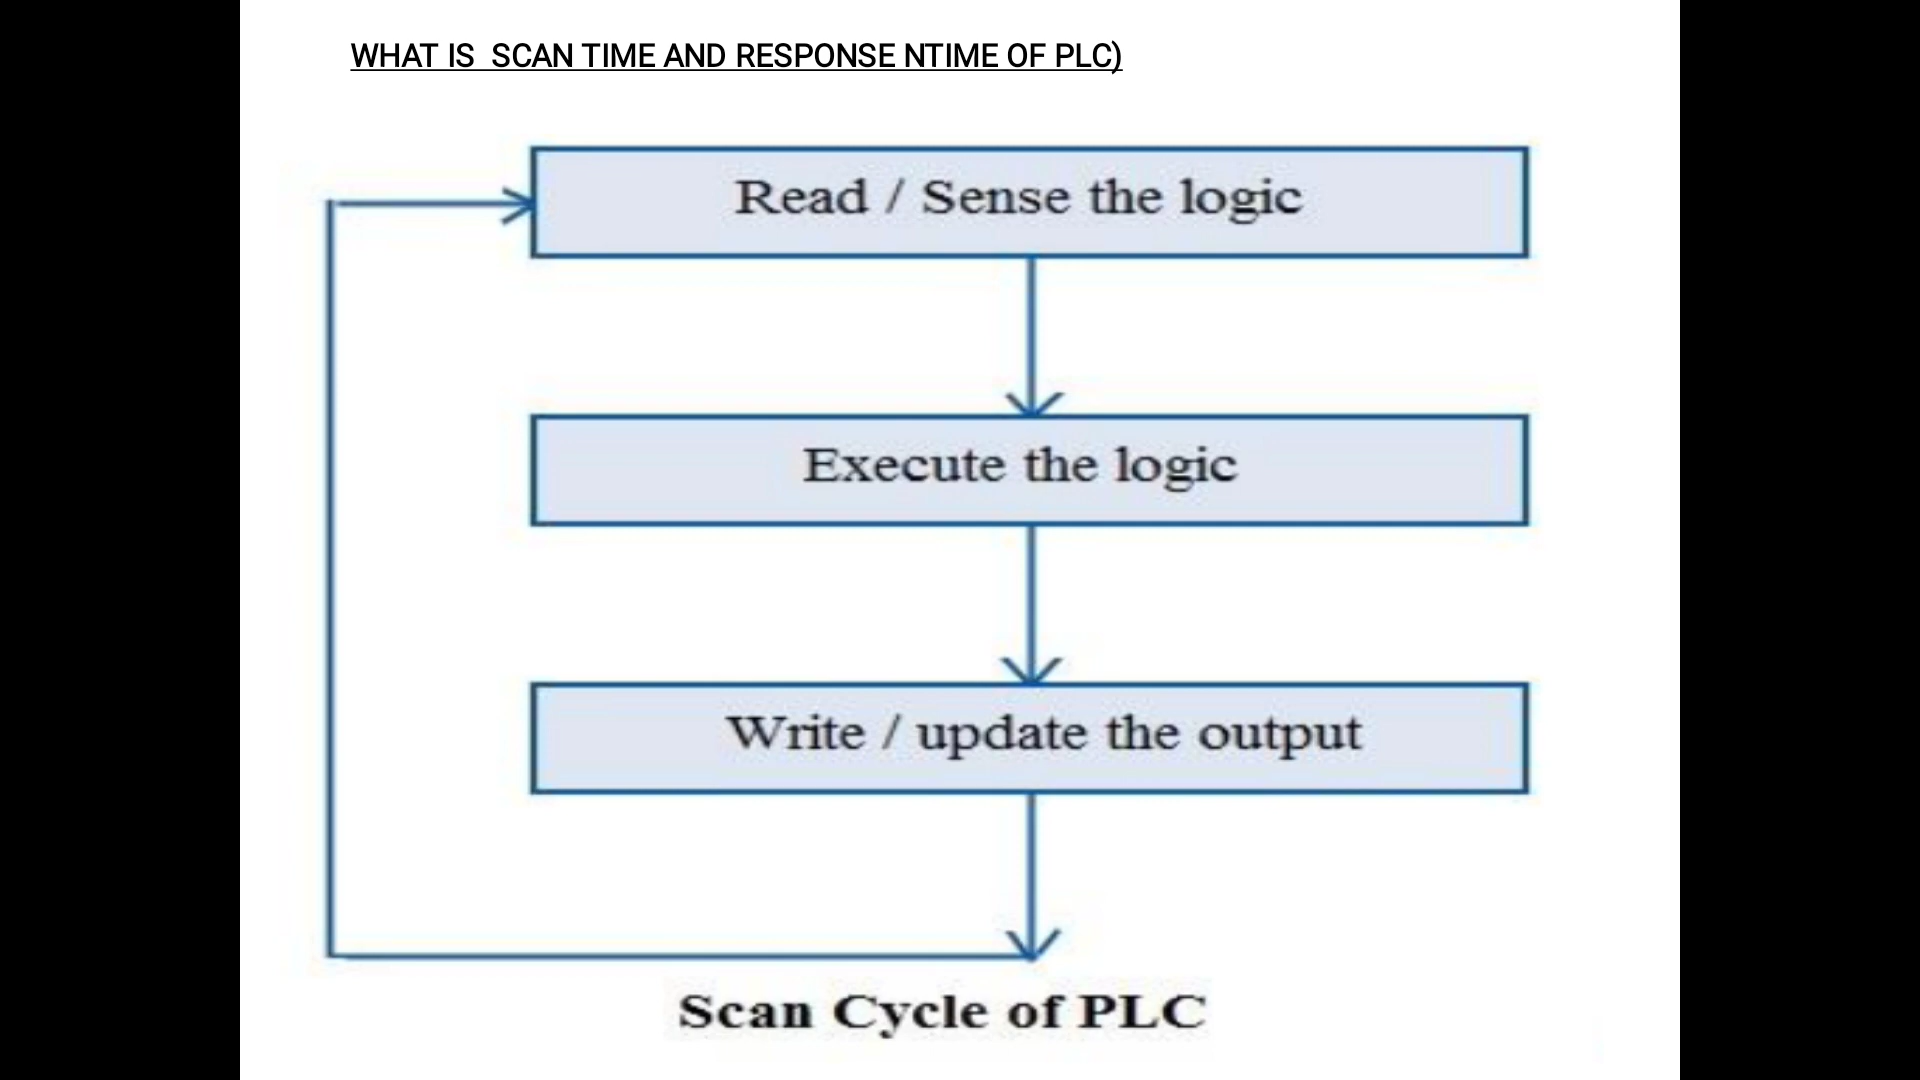 WHAT IS  SCAN TIME AND RESPONSE NTIME OF PLC)
Read / Sense the logic
Execute the logic
Write / update the output
Scan Cycle of PLC